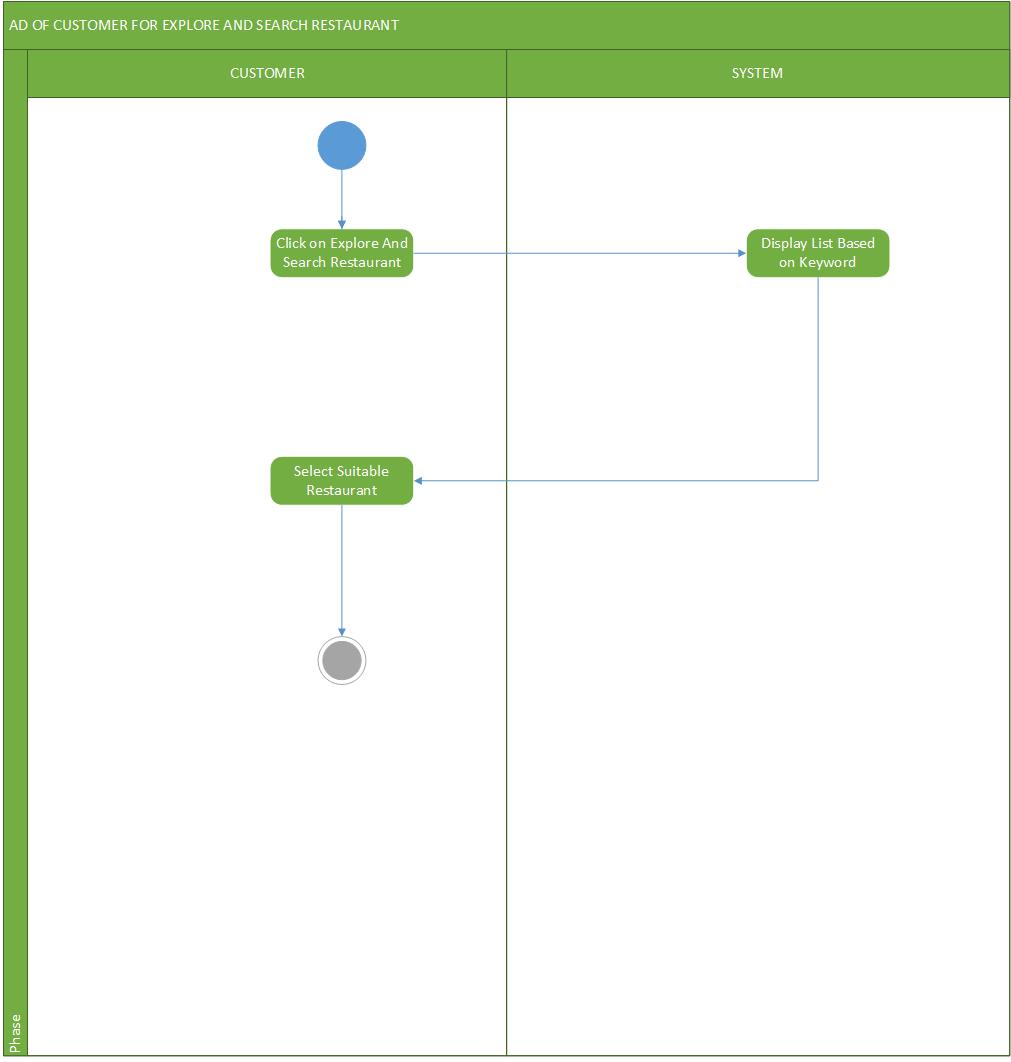 AD OF CUSTOMER FOR EXPLORE AND SEARCH RESTAURANT
CUSTOMER
SYSTEM
Click on Explore And
Search Restaurant
Display List Based
on Keyword
Select Suitable
Restaurant
Phase